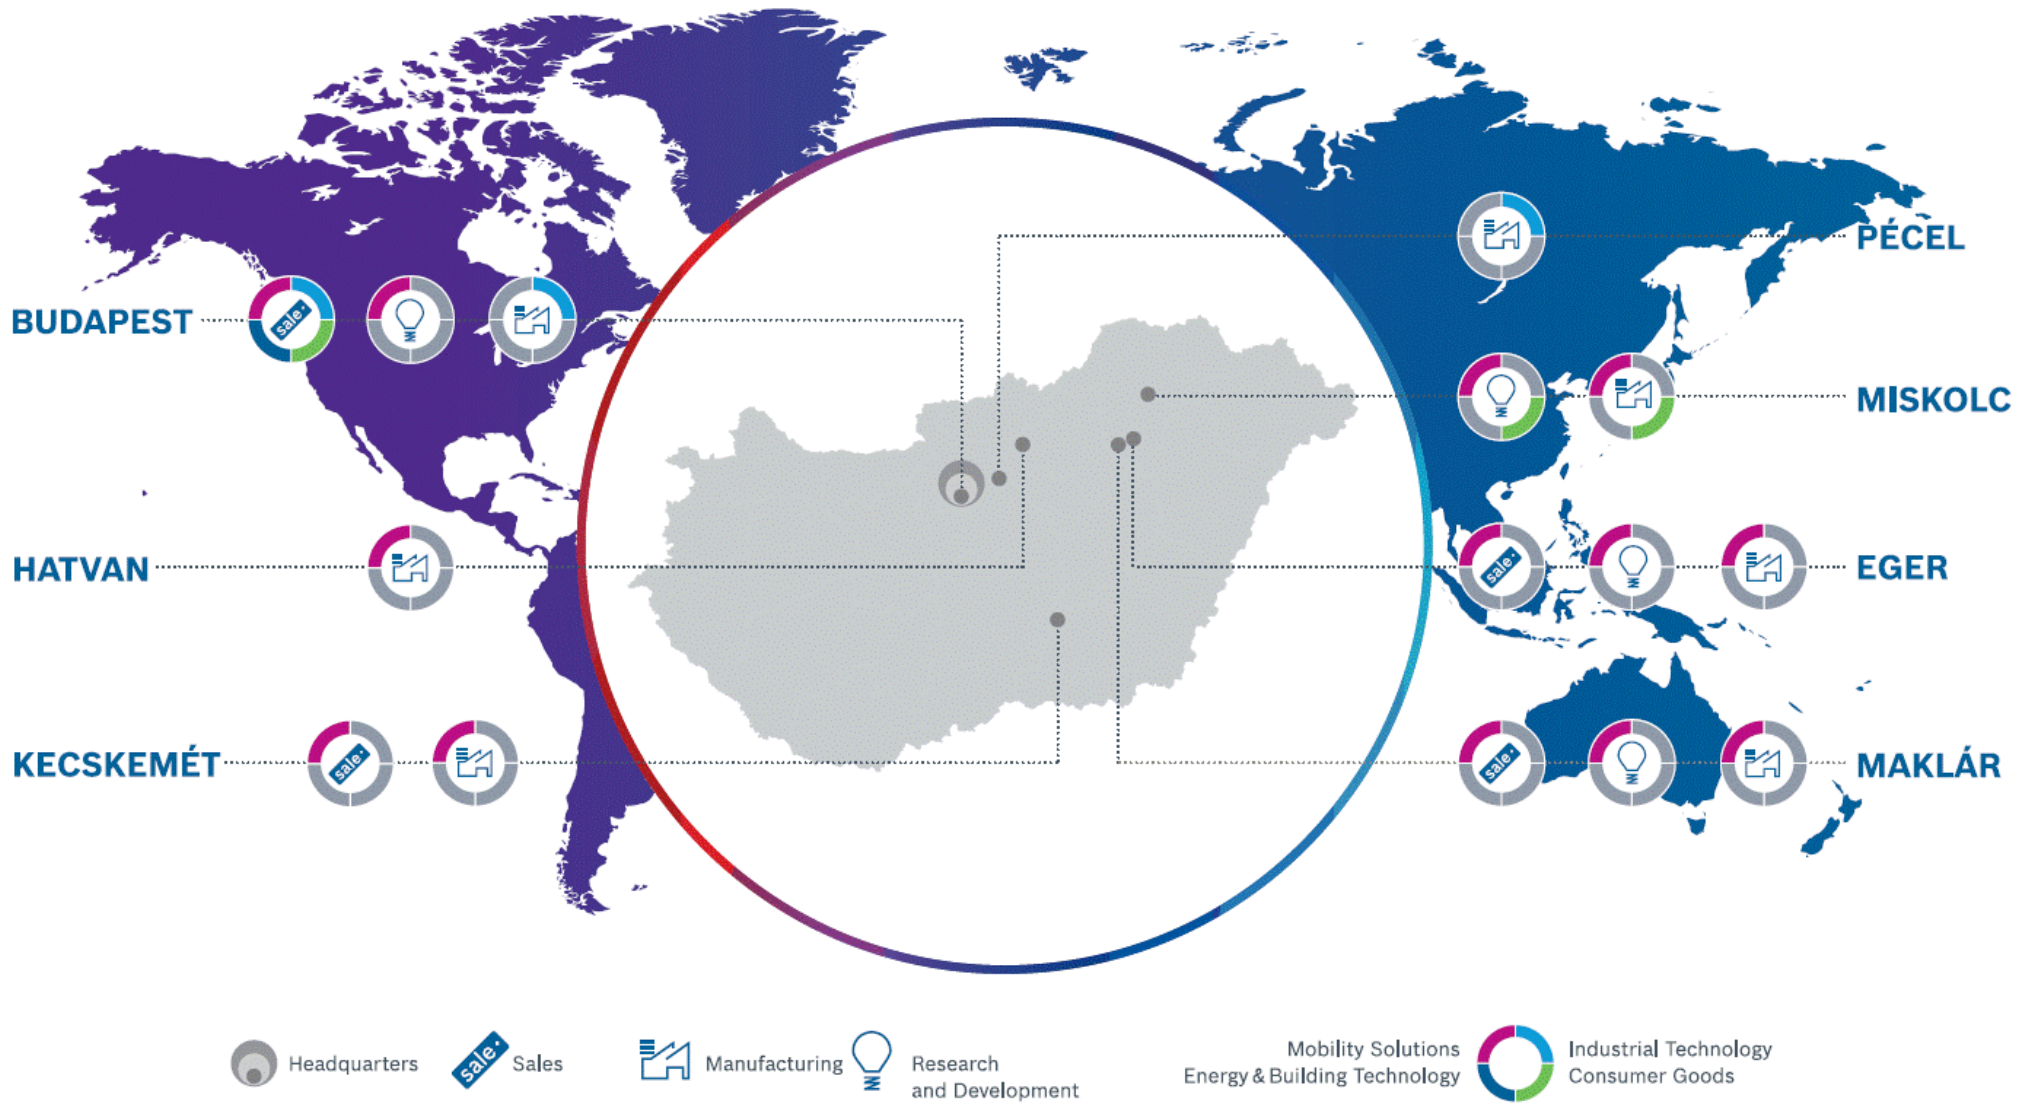 PÉCEL
BUDAPEST
sale
MISKOLC
HATVAN
sale
EGER
KECSKEMÉT
sale
sale
MAKLÁR
Headquarters
sale
Sales
Manufacturing
Research
and Development
Mobility Solutions
Energy & Building Technology
Industrial Technology
Consumer Goods